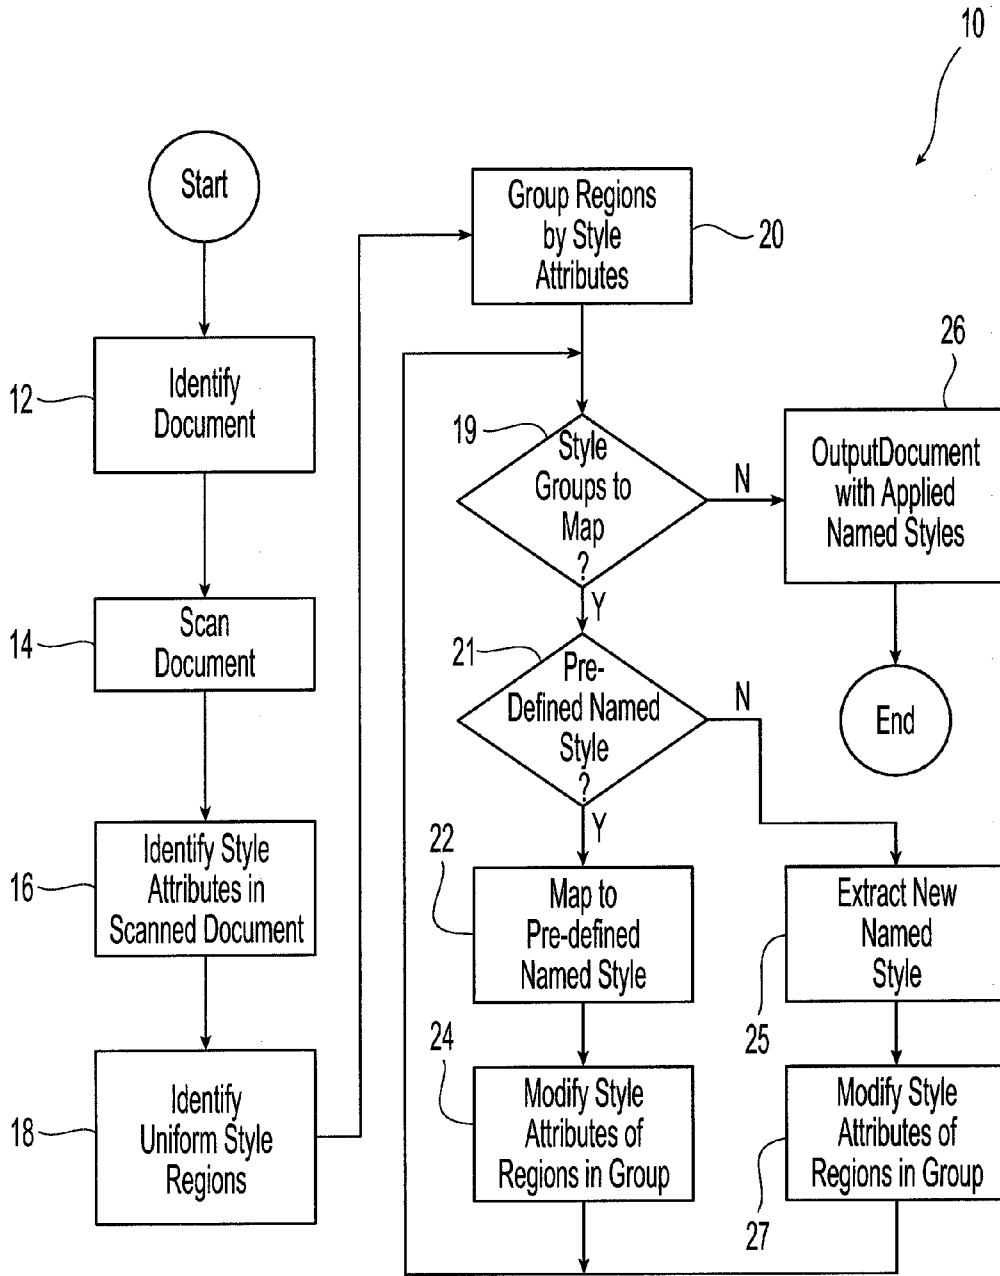 10
Start
12
Identify
Document
14
Scan
Document
16
Identify Style
Attributes in
Scanned Document
18
Identify
Uniform Style
Regions
Group Regions
by Style
Attributes
20
19
Style
Groups to
Map
?
N
Y
26
OutputDocument
with Applied
Named Styles
End
21
Pre-
Defined Named
Style
?
N
Y
22
Map to
Pre-defined
Named Style
24
Modify Style
Attributes of
Regions in Group
Extract New
Named
Style
25
Modify Style
Attributes of
Regions in Group
27